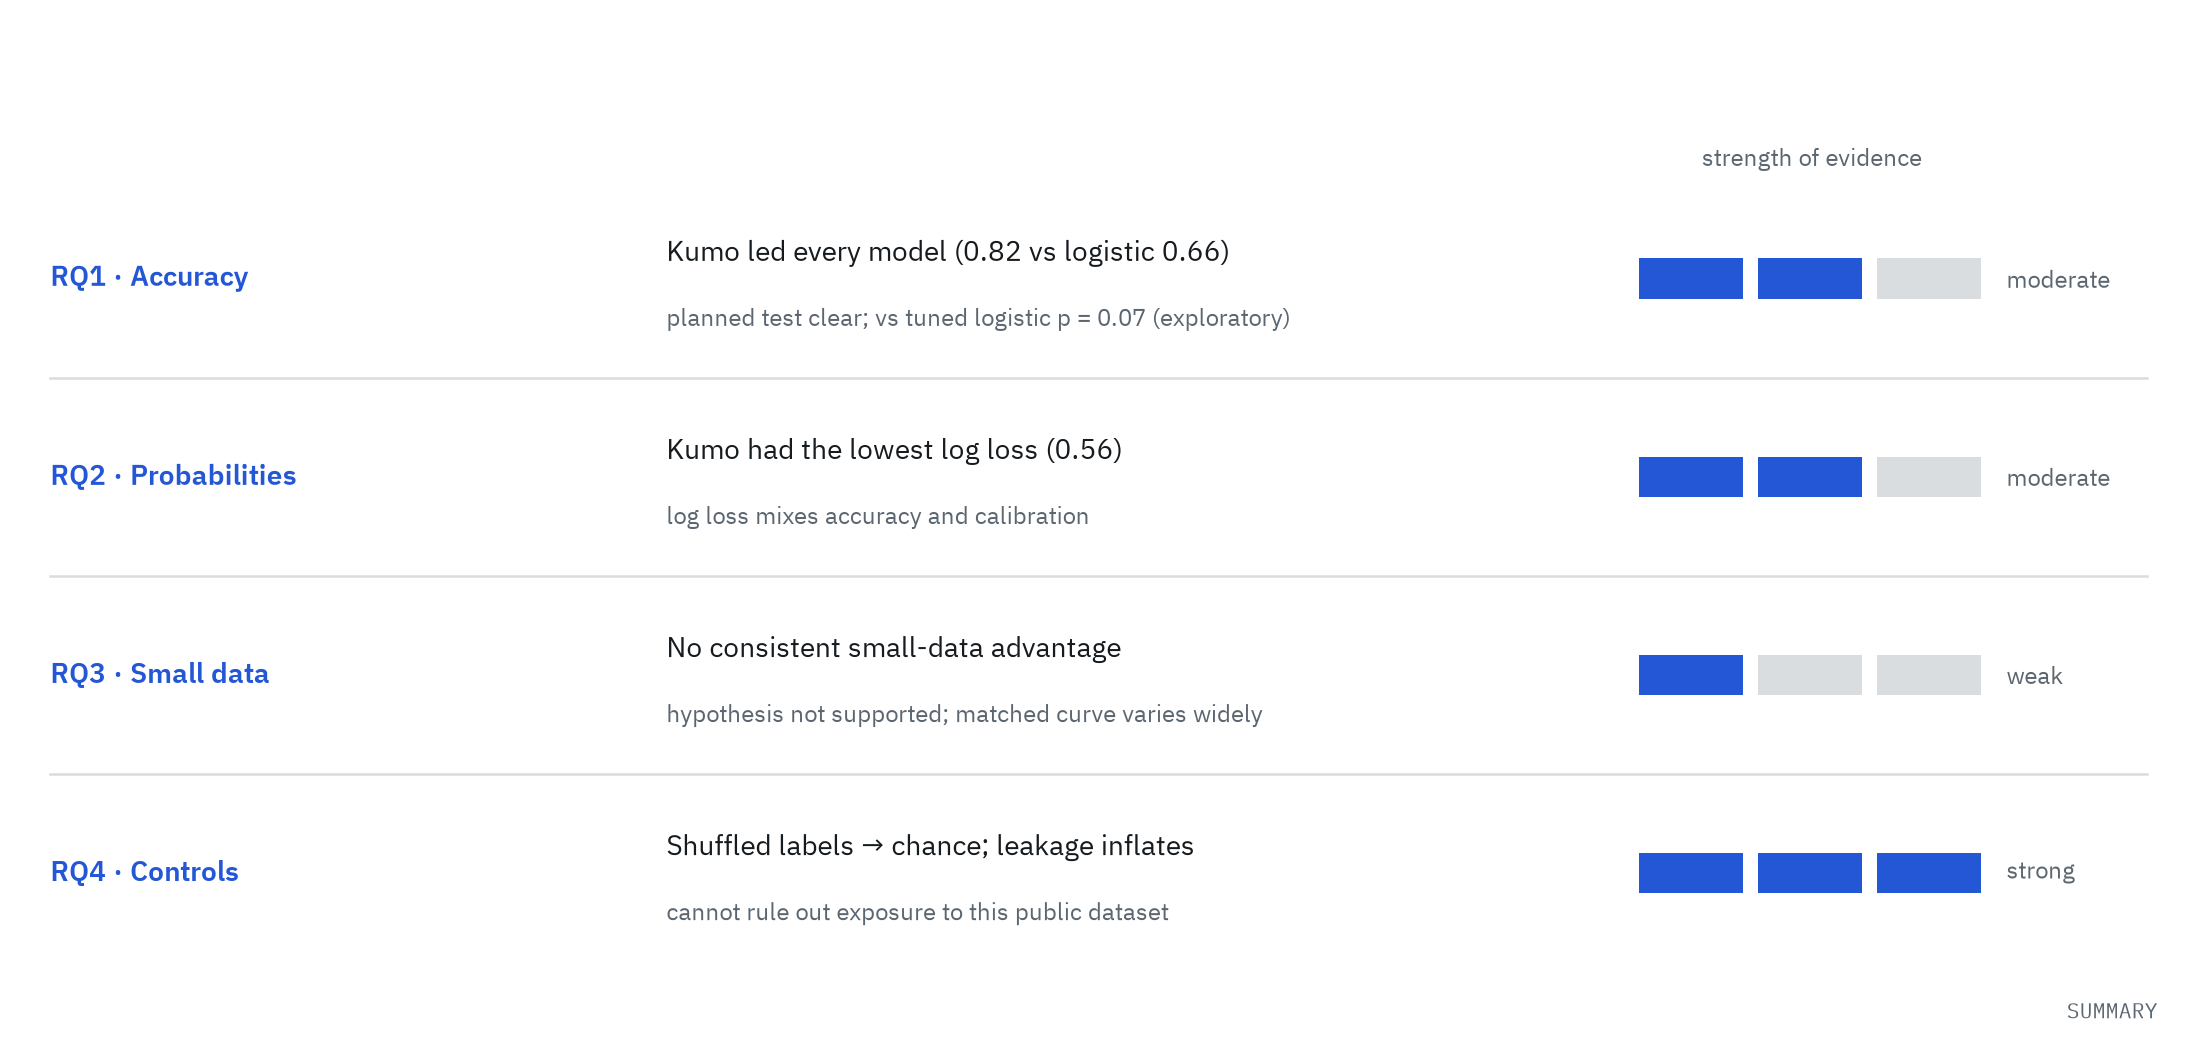 strength of evidence
RQ1 · Accuracy
Kumo led every model (0.82 vs logistic 0.66)
planned test clear; vs tuned logistic p = 0.07 (exploratory)
moderate
RQ2 · Probabilities
Kumo had the lowest log loss (0.56)
log loss mixes accuracy and calibration
moderate
RQ3 · Small data
No consistent small-data advantage
hypothesis not supported; matched curve varies widely
weak
RQ4 · Controls
Shuffled labels → chance; leakage inflates
cannot rule out exposure to this public dataset
strong
SUMMARY